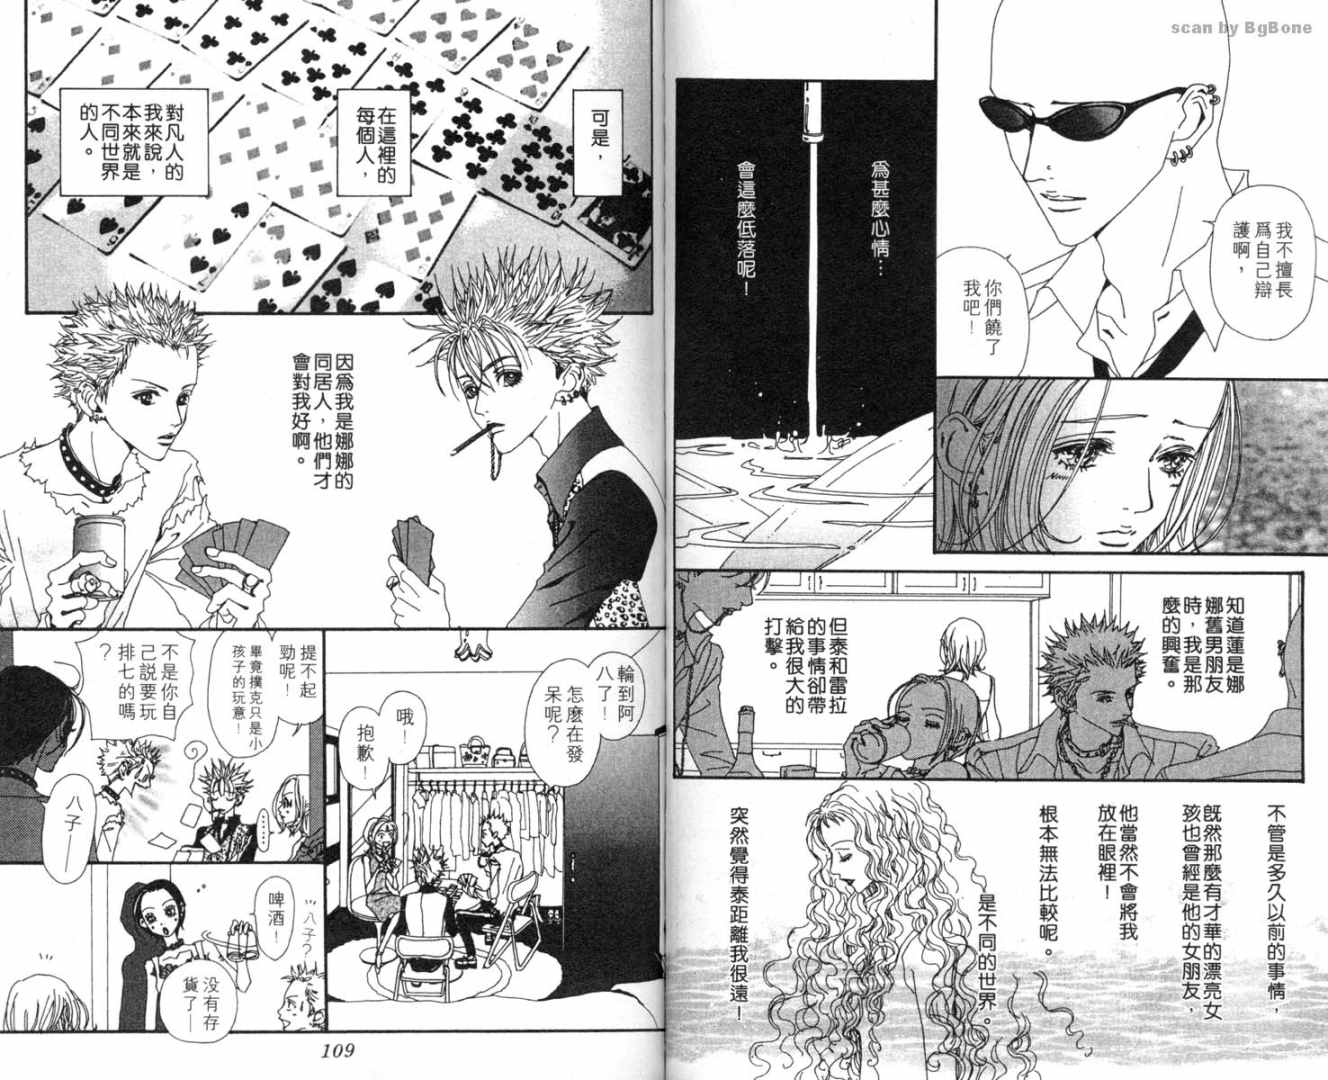 scan by BgBone
我不擅長
爲自己辯
護啊，
你們饒了
我吧！
爲甚麼心情…
會這麼低落呢！
知道蓮是娜
娜舊男朋友
時，我是那
麼的興奮。
但泰和雷拉
的事情卻帶
給我很大的
打擊。
不管是多久以前的事情，
既然那麼有才華的漂亮女
孩也曾經是他的女朋友，
他當然不會將我
放在眼裡！
根本無法比較呢。
是不同的世界。
突然覺得泰距離我很遠！
可是，
在這裡的
每個人，
對凡人的
我來說，
本來就是
不同世界
的人。
因爲我是娜娜的
同居人，他們才
會對我好啊。
輪到阿
八了！
怎麼在發
呆呢？
哦！
抱歉！
提不起
勁呢！
畢竟撲克只是小
孩子的玩意！
不是你自
己說要玩
排七的嗎
？
……
八子——
啤酒！
八子？
没有存
貨了—
109